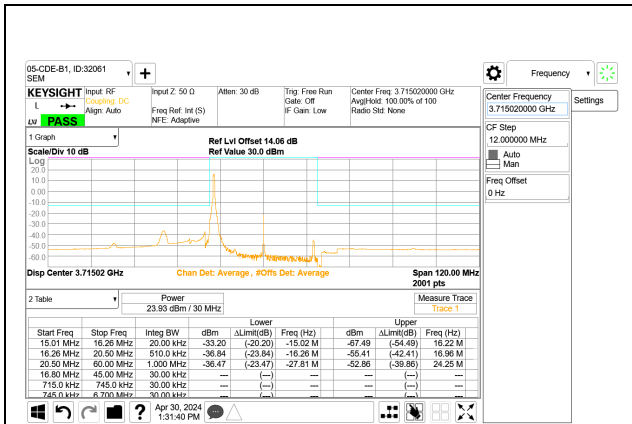 05-CDE-B1, ID:32061
SEM
Frequency
KEYSIGHT Input: RF Input Z: 50 Ω Atten: 30 dB Trig: Free Run Center Freq: 3.715020000 GHz
L Coupling: DC Gate: Off Avg|Hold: 100.00% of 100
Align: Auto Freq Ref: Int (S) IF Gain: Low Radio Std: None
LXI PASS NFE: Adaptive
Center Frequency
3.715020000 GHz
Settings
CF Step
12.000000 MHz
Auto
Man
Freq Offset
0 Hz
1 Graph
Ref Lvl Offset 14.06 dB
Scale/Div 10 dB Ref Value 30.0 dBm
Log
20.0
10.0
0.00
-10.0
-20.0
-30.0
-40.0
-50.0
-60.0
Disp Center 3.71502 GHz Chan Det: Average , #Offs Det: Average Span 120.00 MHz
2001 pts
2 Table Power Measure Trace
23.93 dBm / 30 MHz Trace 1
Lower Upper
Start Freq Stop Freq Integ BW dBm ΔLimit(dB) Freq (Hz) dBm ΔLimit(dB) Freq (Hz)
15.01 MHz 16.26 MHz 20.00 kHz -33.20 (-20.20) -15.02 M -67.49 (-54.49) 16.22 M
16.26 MHz 20.50 MHz 510.0 kHz -36.84 (-23.84) -16.26 M -55.41 (-42.41) 16.96 M
20.50 MHz 60.00 MHz 1.000 MHz -36.47 (-23.47) -27.81 M -52.86 (-39.86) 24.25 M
16.80 MHz 45.00 MHz 30.00 kHz --- (---) --- --- (---) ---
715.0 kHz 745.0 kHz 30.00 kHz --- (---) --- --- (---) ---
745.0 kHz 6.700 MHz 30.00 kHz --- (---) --- --- (---) ---
? Apr 30, 2024
1:31:40 PM